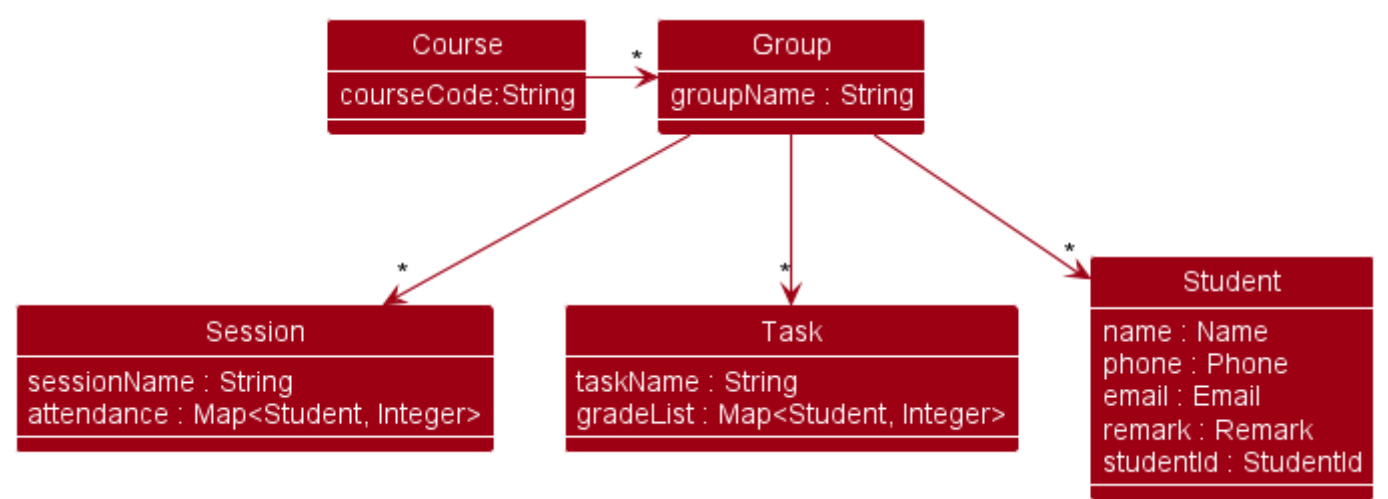 Course
courseCode:String
*
Group
groupName : String
*
*
*
Session
sessionName : String
attendance : Map<Student, Integer>
Task
taskName : String
gradeList : Map<Student, Integer>
Student
name : Name
phone : Phone
email : Email
remark : Remark
studentId : StudentId